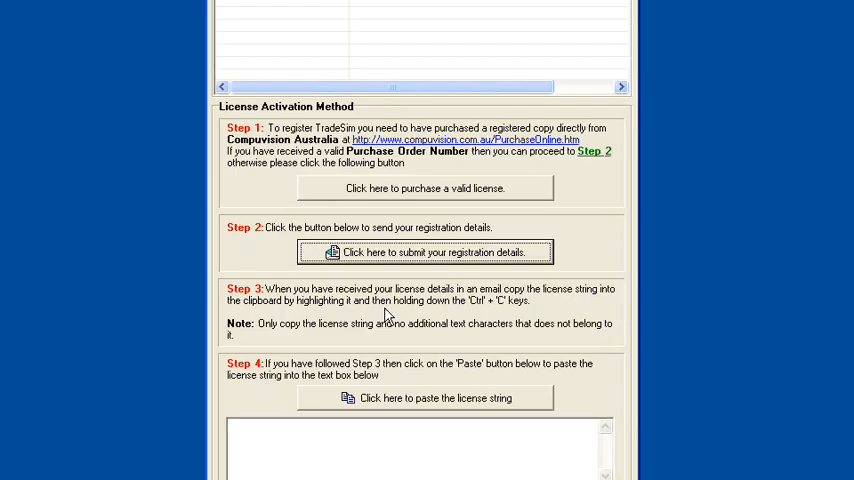 License Activation Method
Step 1: To register TradeSim you need to have purchased a registered copy directly from
Compuvision Australia at http://www.compuvision.com.au/PurchaseOnline.htm
If you have received a valid Purchase Order Number then you can proceed to Step 2
otherwise please click the following button
Click here to purchase a valid license.
Step 2: Click the button below to send your registration details.
Click here to submit your registration details.
Step 3: When you have received your license details in an email copy the license string into
the clipboard by highlighting it and then holding down the 'Ctrl' + 'C' keys.
Note: Only copy the license string and no additional text characters that does not belong to
it.
Step 4: If you have followed Step 3 then click on the 'Paste' button below to paste the
license string into the text box below
Click here to paste the license string